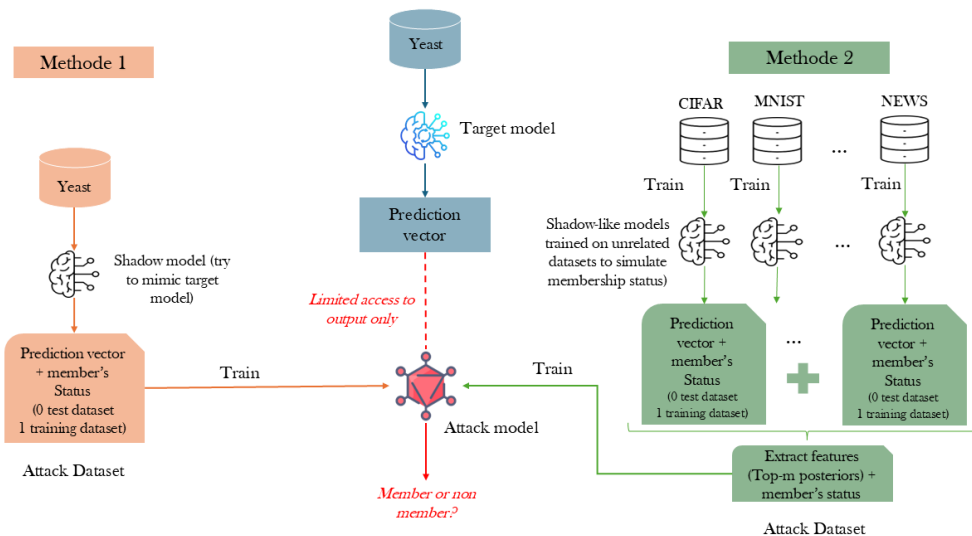 Methode 1
Yeast
Shadow model (try
to mimic target
model)
Prediction vector
+ member's
Status
(0 test dataset
1 training dataset)
Attack Dataset
Train
Yeast
Target model
Prediction
vector
Limited access to
output only
Attack model
Member or non
member?
Methode 2
CIFAR
MNIST
NEWS
...
Train
Train
Train
Shadow-like models
trained on unrelated
datasets to simulate
membership status)
...
Prediction
vector +
member's
Status
(0 test dataset
1 training dataset)
...
Prediction
vector +
member's
Status
(0 test dataset
1 training dataset)
Train
Extract features
(Top-m posteriors) +
member's status
Attack Dataset